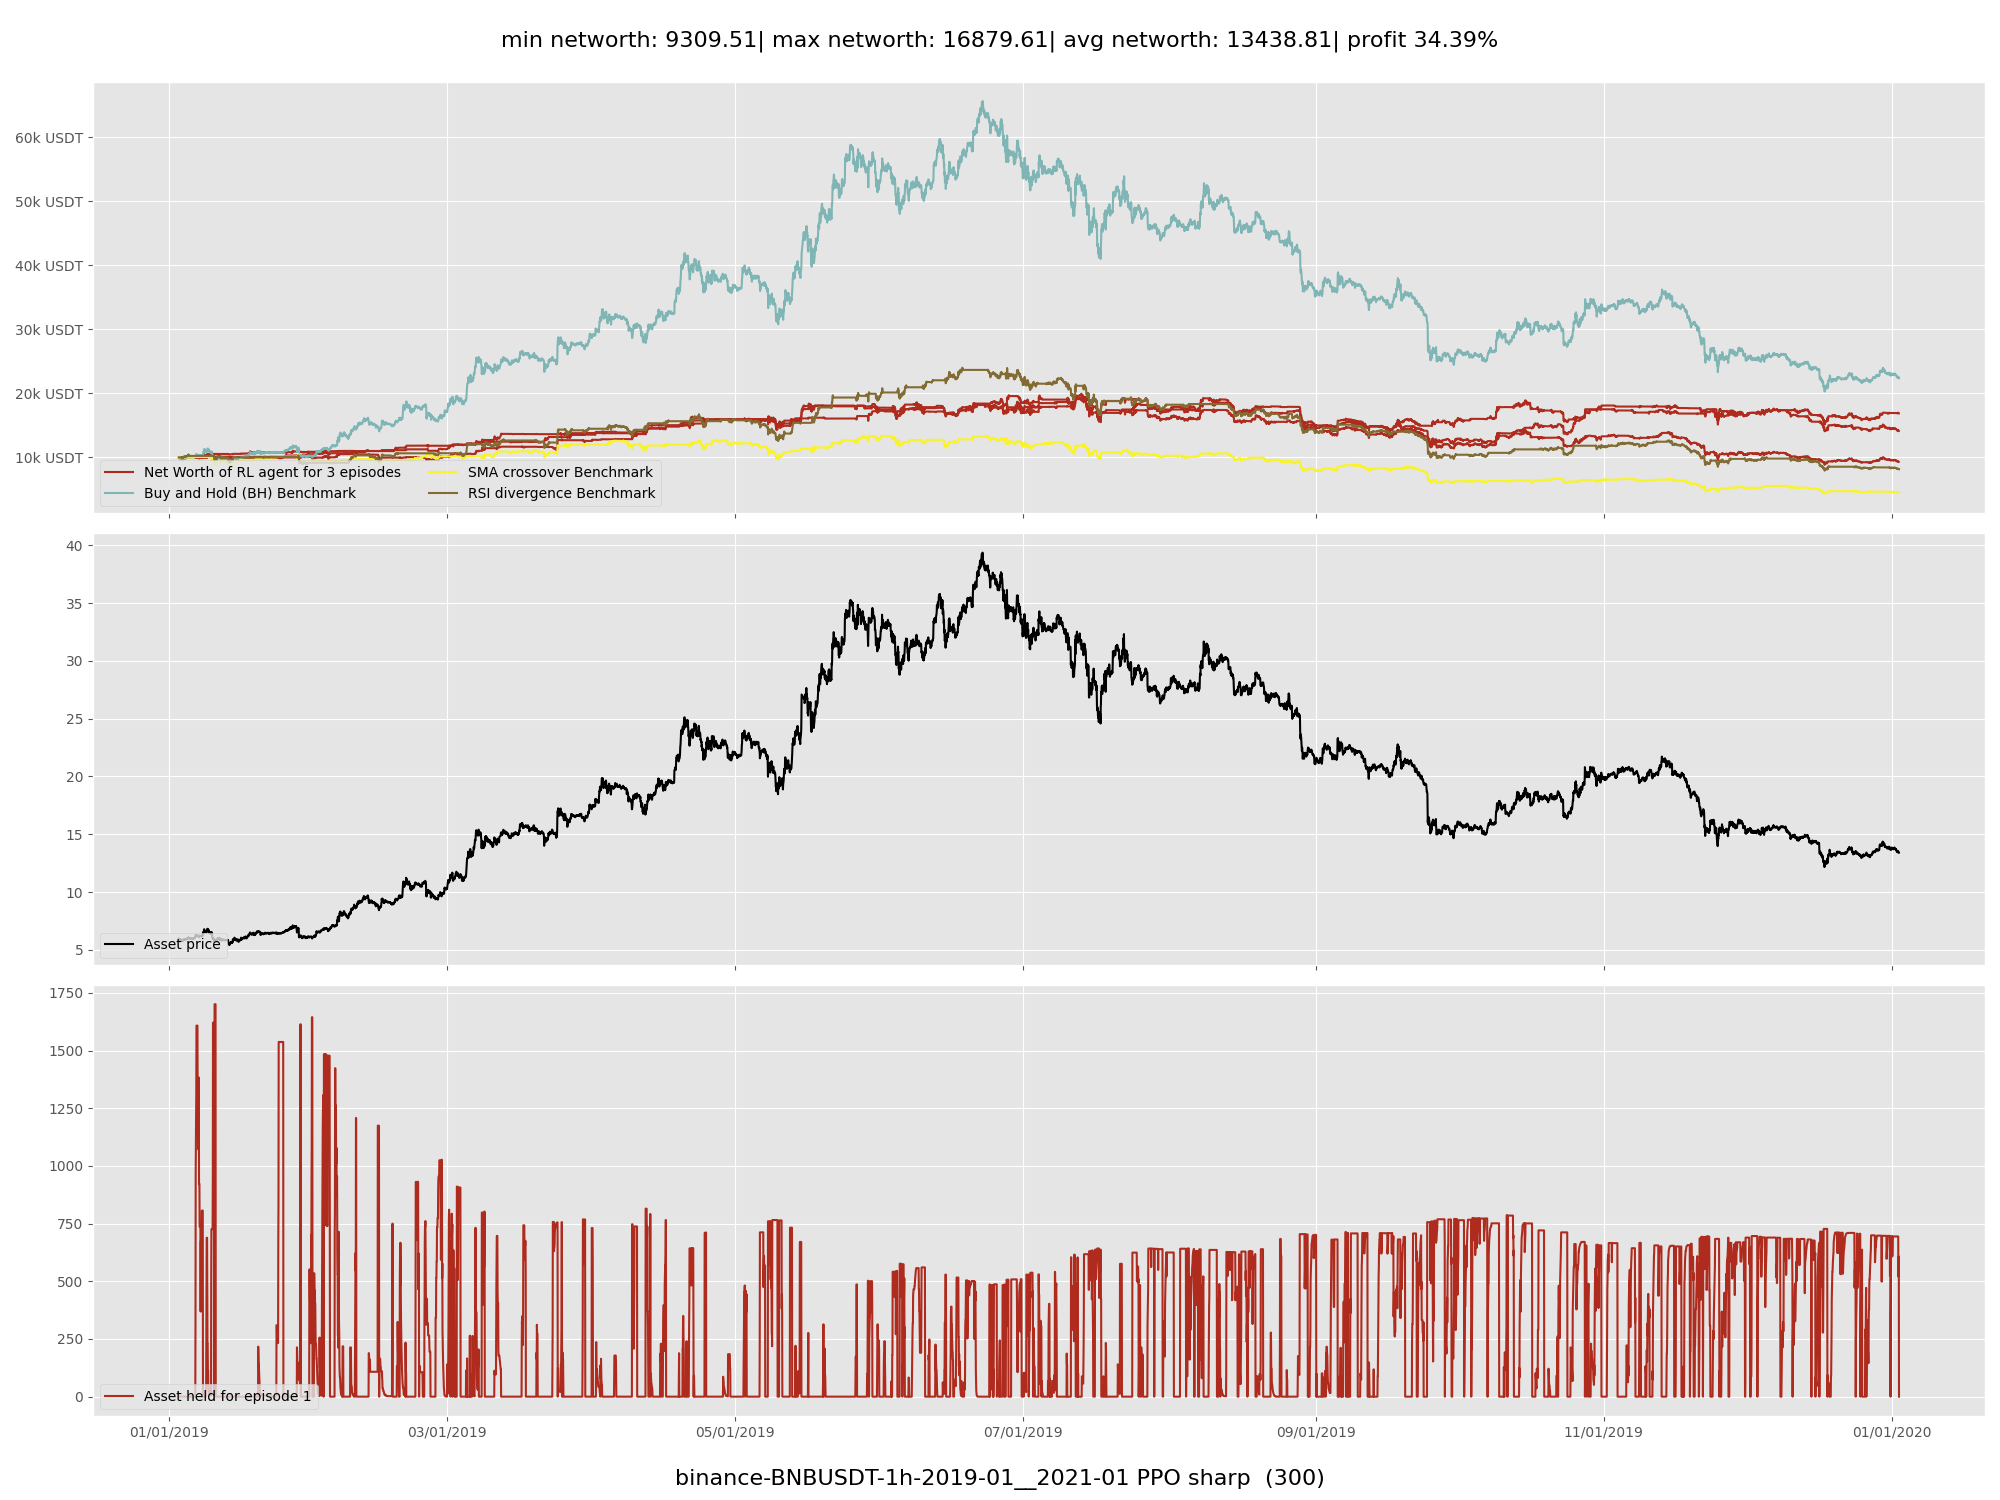 min networth: 9309.51| max networth: 16879.61| avg networth: 13438.81| profit 34.39%
60k USDT
50k USDT
40k USDT
30k USDT
20k USDT
10k USDT
Net Worth of RL agent for 3 episodes
Buy and Hold (BH) Benchmark
SMA crossover Benchmark
RSI divergence Benchmark
40
35
30
25
20
15
10
5
Asset price
1750
1500
1250
1000
750
500
250
0
Asset held for episode 1
01/01/2019 03/01/2019 05/01/2019 07/01/2019 09/01/2019 11/01/2019 01/01/2020
binance-BNBUSDT-1h-2019-01__2021-01 PPO sharp  (300)